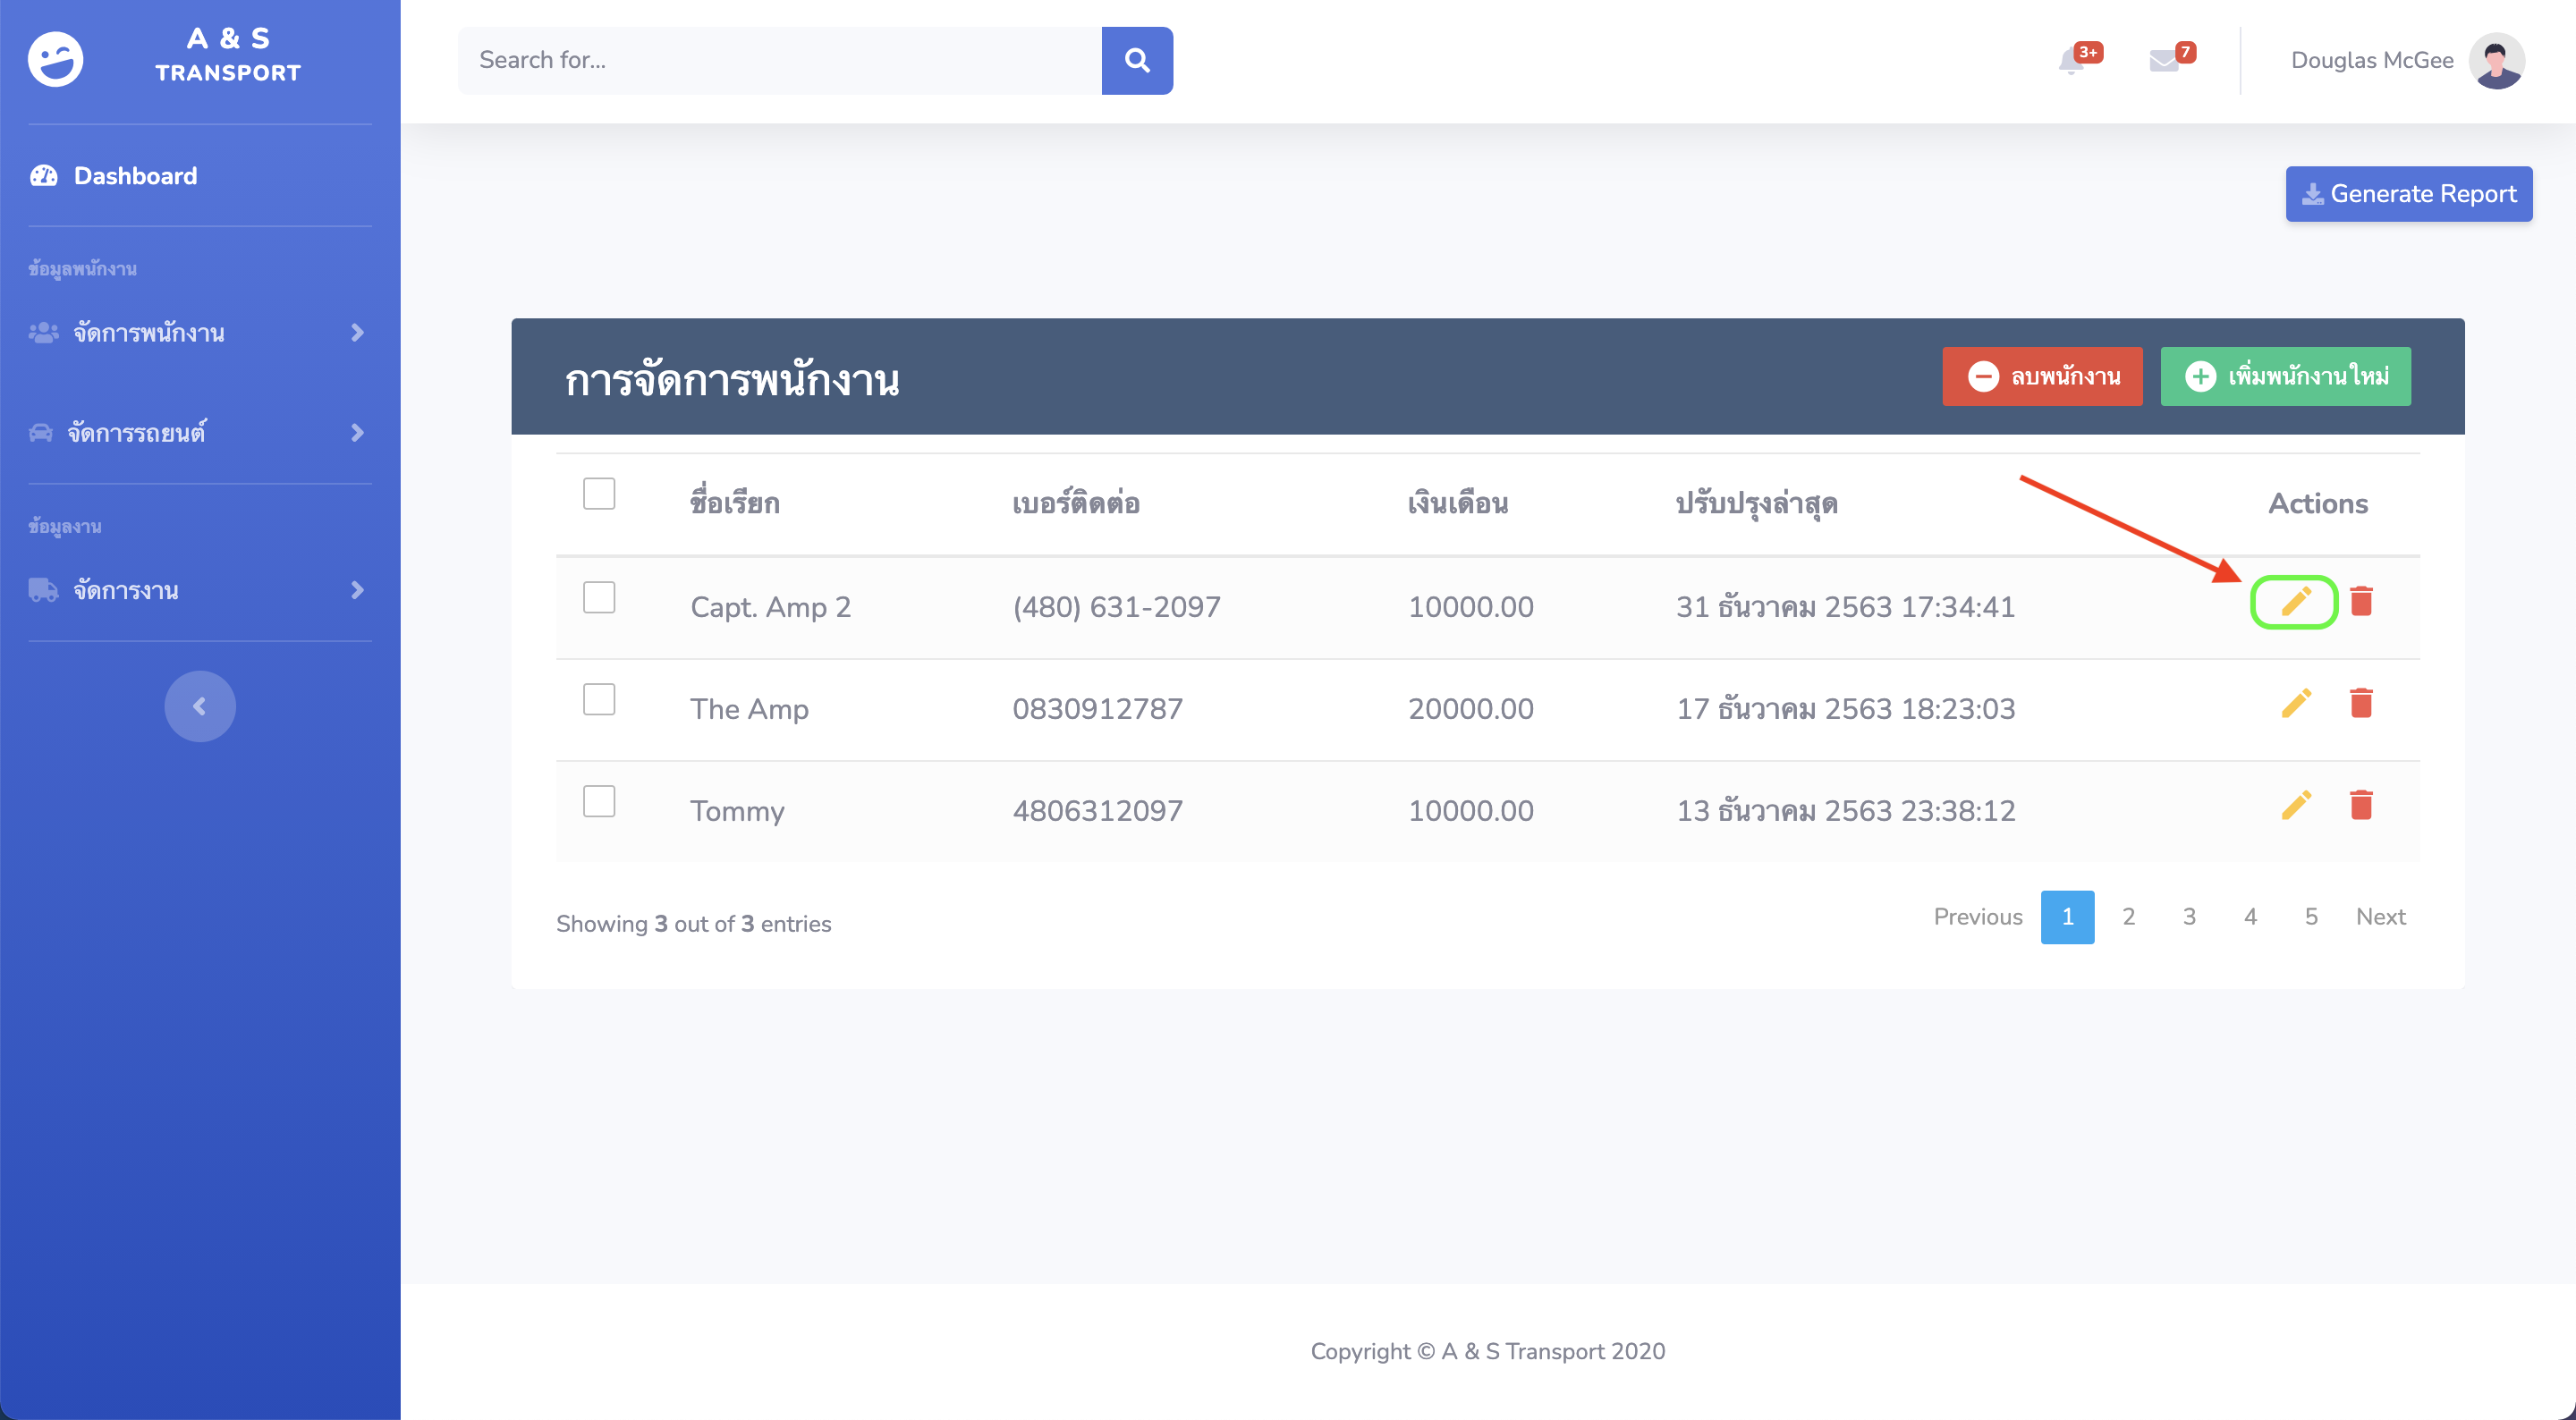 A & S
TRANSPORT
Dashboard
ข้อมูลพนักงาน
จัดการพนักงาน
จัดการรถยนต์
ข้อมูลงาน
จัดการงาน
Search for...
3+
7
Douglas McGee
Generate Report
การจัดการพนักงาน
ลบพนักงาน
เพิ่มพนักงานใหม่
ชื่อเรียก เบอร์ติดต่อ เงินเดือน ปรับปรุงล่าสุด Actions
Capt. Amp 2 (480) 631-2097 10000.00 31 ธันวาคม 2563 17:34:41
The Amp 0830912787 20000.00 17 ธันวาคม 2563 18:23:03
Tommy 4806312097 10000.00 13 ธันวาคม 2563 23:38:12
Showing 3 out of 3 entries
Previous 1 2 3 4 5 Next
Copyright © A & S Transport 2020